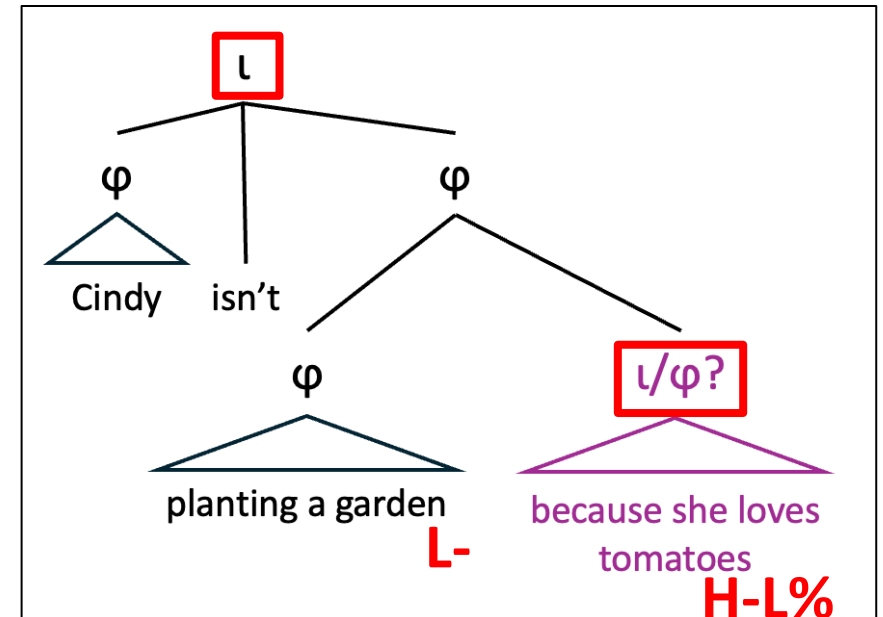 ι
φ φ
Cindy isn’t
φ ι/φ?
planting a garden
L-
because she loves
tomatoes
H-L%